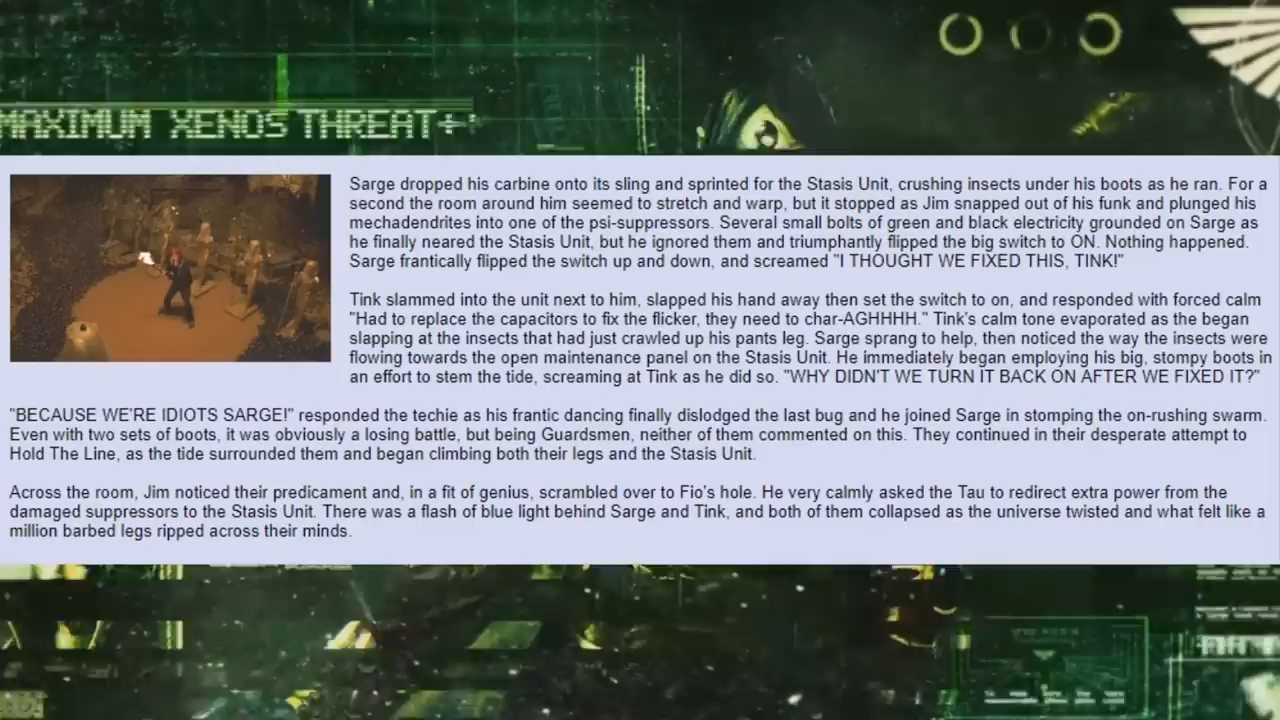 MAXIMUM XENOS THREAT+
Sarge dropped his carbine onto its sling and sprinted for the Stasis Unit, crushing insects under his boots as he ran. For a
second the room around him seemed to stretch and warp, but it stopped as Jim snapped out of his funk and plunged his
mechadendrites into one of the psi-suppressors. Several small bolts of green and black electricity grounded on Sarge as
he finally neared the Stasis Unit, but he ignored them and triumphantly flipped the big switch to ON. Nothing happened.
Sarge frantically flipped the switch up and down, and screamed "I THOUGHT WE FIXED THIS, TINK!"
Tink slammed into the unit next to him, slapped his hand away then set the switch to on, and responded with forced calm
"Had to replace the capacitors to fix the flicker, they need to char-AGHHHH." Tink's calm tone evaporated as the began
slapping at the insects that had just crawled up his pants leg. Sarge sprang to help, then noticed the way the insects were
flowing towards the open maintenance panel on the Stasis Unit. He immediately began employing his big, stompy boots in
an effort to stem the tide, screaming at Tink as he did so. "WHY DIDN'T WE TURN IT BACK ON AFTER WE FIXED IT?"
"BECAUSE WE'RE IDIOTS SARGE!" responded the techie as his frantic dancing finally dislodged the last bug and he joined Sarge in stomping the on-rushing swarm.
Even with two sets of boots, it was obviously a losing battle, but being Guardsmen, neither of them commented on this. They continued in their desperate attempt to
Hold The Line, as the tide surrounded them and began climbing both their legs and the Stasis Unit.
Across the room, Jim noticed their predicament and, in a fit of genius, scrambled over to Fio's hole. He very calmly asked the Tau to redirect extra power from the
damaged suppressors to the Stasis Unit. There was a flash of blue light behind Sarge and Tink, and both of them collapsed as the universe twisted and what felt like a
million barbed legs ripped across their minds.